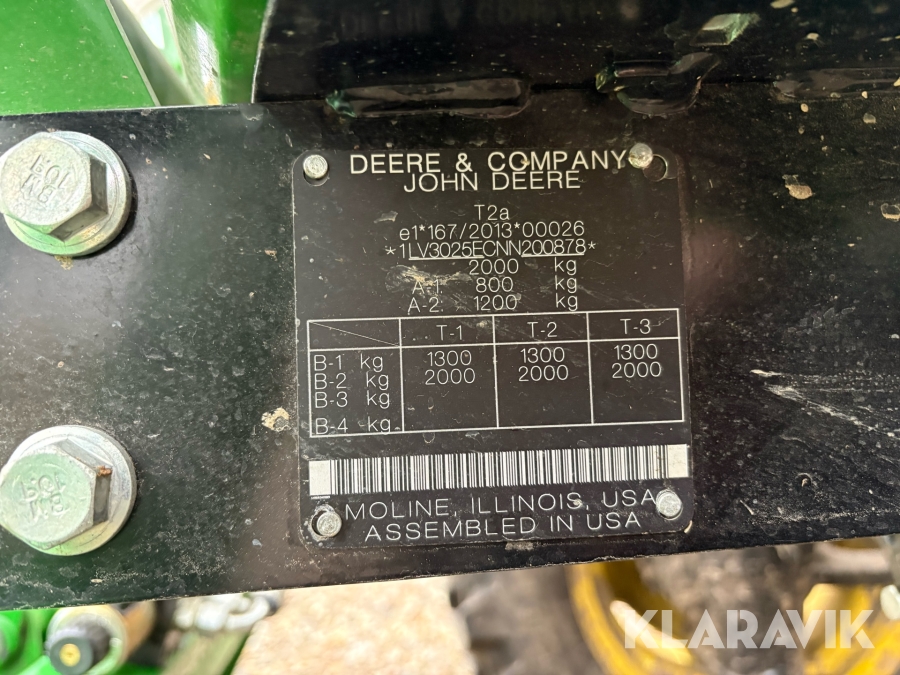 DEERE & COMPANY
JOHN DEERE
T2a
e1*167/2013*00026
*1LV3025ECNN200878*
2000 kg
A-1: 800 kg
A-2: 1200 kg
T-1 T-2 T-3
B-1 kg 1300 1300 1300
B-2 kg 2000 2000 2000
B-3 kg
B-4 kg
MOLINE, ILLINOIS, USA
ASSEMBLED IN USA
KLARAVIK